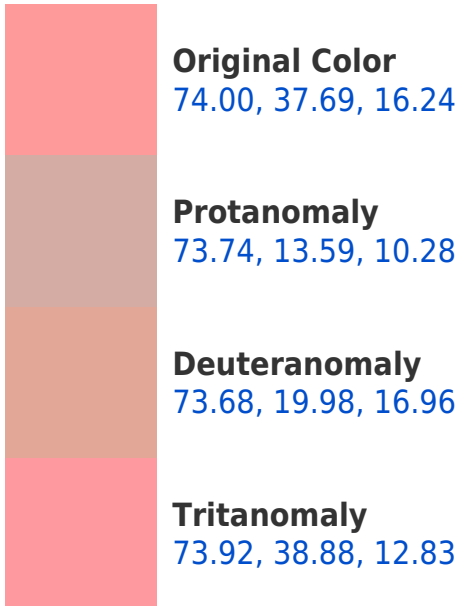 Original Color
74.00, 37.69, 16.24
Protanomaly
73.74, 13.59, 10.28
Deuteranomaly
73.68, 19.98, 16.96
Tritanomaly
73.92, 38.88, 12.83